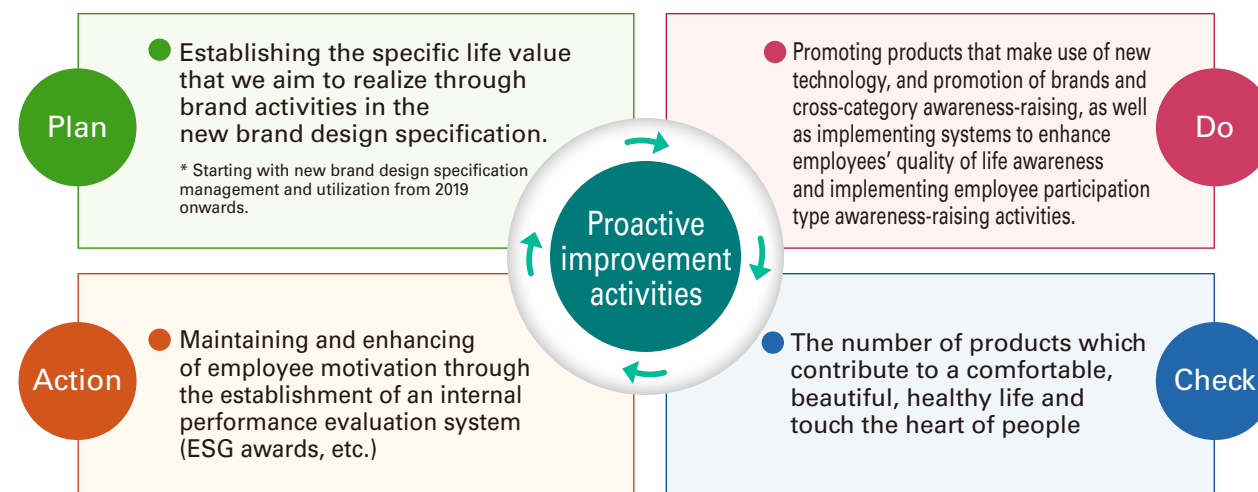 Plan
Establishing the specific life value
that we aim to realize through
brand activities in the
new brand design specification.
* Starting with new brand design specification
management and utilization from 2019
onwards.
Promoting products that make use of new
technology, and promotion of brands and
cross-category awareness-raising, as well
as implementing systems to enhance
employees’ quality of life awareness
and implementing employee participation
type awareness-raising activities.
Do
Proactive
improvement
activities
Action
Maintaining and enhancing
of employee motivation through
the establishment of an internal
performance evaluation system
(ESG awards, etc.)
The number of products which
contribute to a comfortable,
beautiful, healthy life and
touch the heart of people
Check